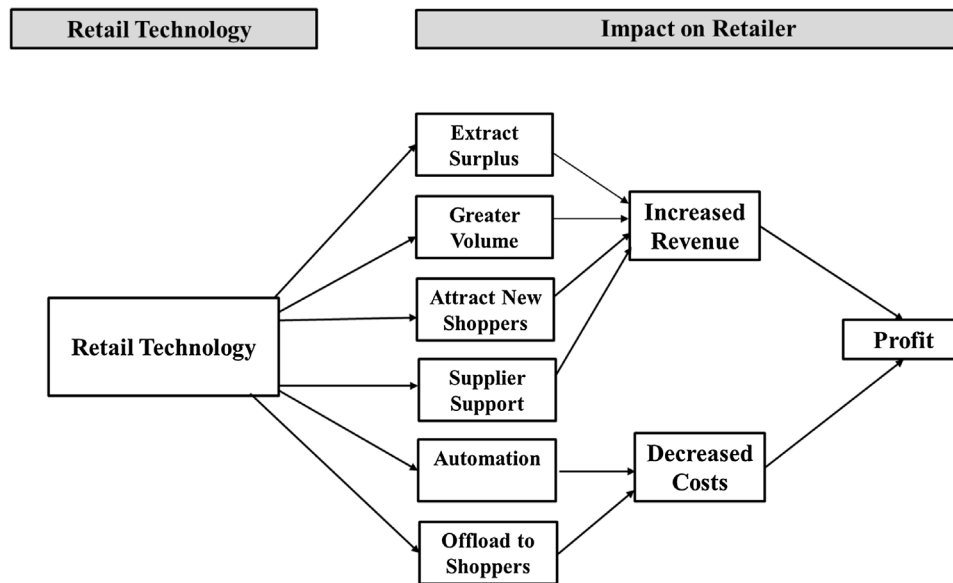 Retail Technology
Impact on Retailer
Extract
Surplus
Greater
Volume
Increased
Revenue
Attract New
Shoppers
Retail Technology
Profit
Supplier
Support
Automation
Decreased
Costs
Offload to
Shoppers